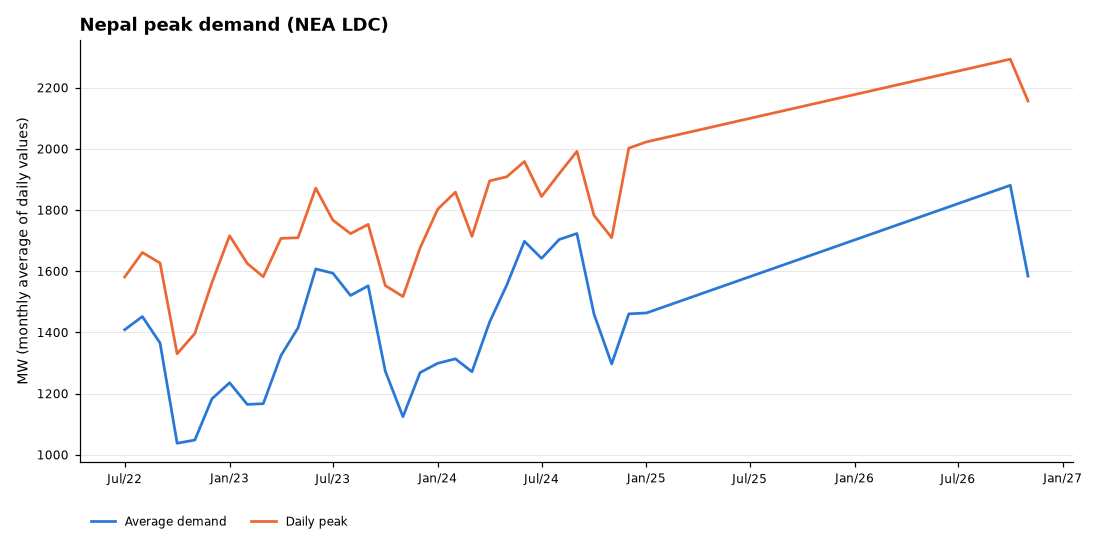 Nepal peak demand (NEA LDC)
MW (monthly average of daily values)
2200
2000
1800
1600
1400
1200
1000
Jul/22 Jan/23 Jul/23 Jan/24 Jul/24 Jan/25 Jul/25 Jan/26 Jul/26 Jan/27
Average demand Daily peak